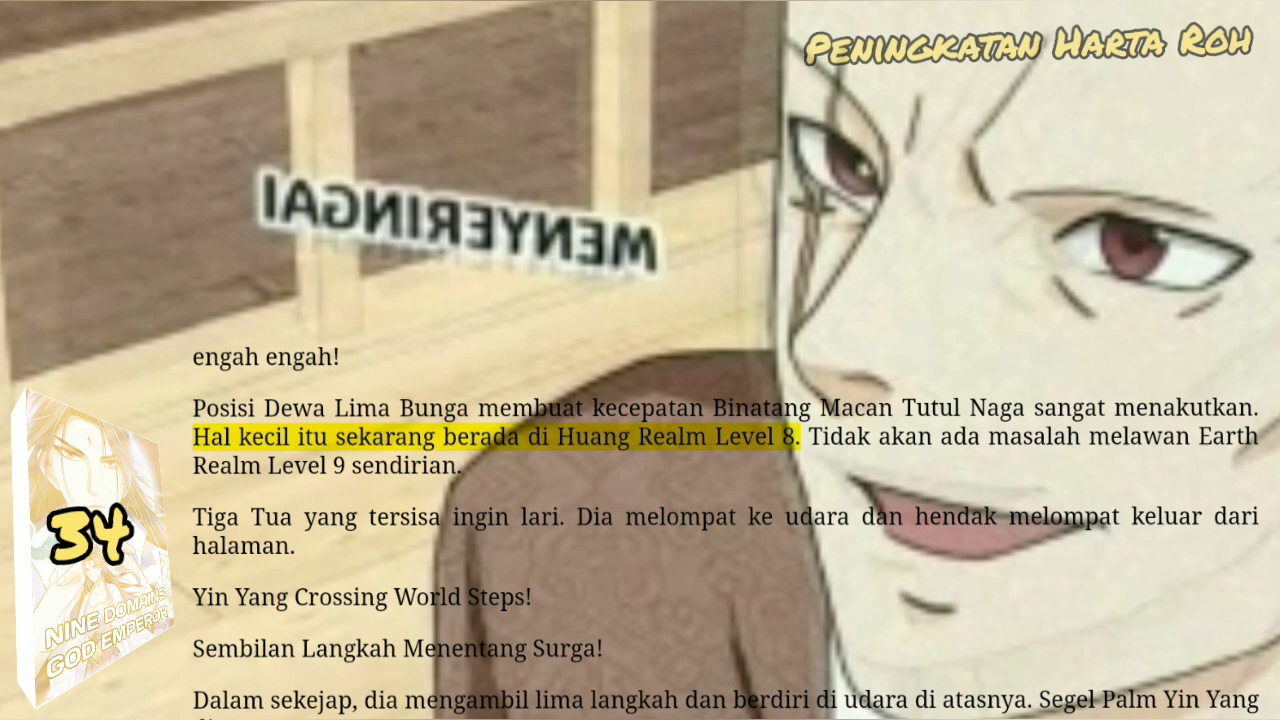 Peningkatan Harta Roh
MENYERINGAI
engah engah!
Posisi Dewa Lima Bunga membuat kecepatan Binatang Macan Tutul Naga sangat menakutkan.
Hal kecil itu sekarang berada di Huang Realm Level 8. Tidak akan ada masalah melawan Earth
Realm Level 9 sendirian.
Tiga Tua yang tersisa ingin lari. Dia melompat ke udara dan hendak melompat keluar dari
halaman.
Yin Yang Crossing World Steps!
Sembilan Langkah Menentang Surga!
Dalam sekejap, dia mengambil lima langkah dan berdiri di udara di atasnya. Segel Palm Yin Yang
34
NINE DOMAINS
GOD EMPEROR